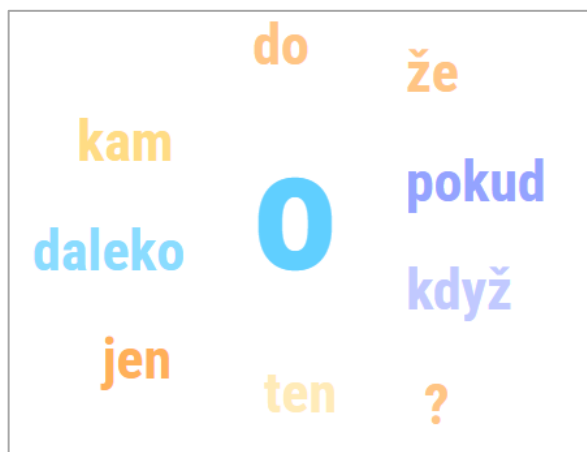 do
že
kam
pokud
o
daleko
když
jen
ten
?